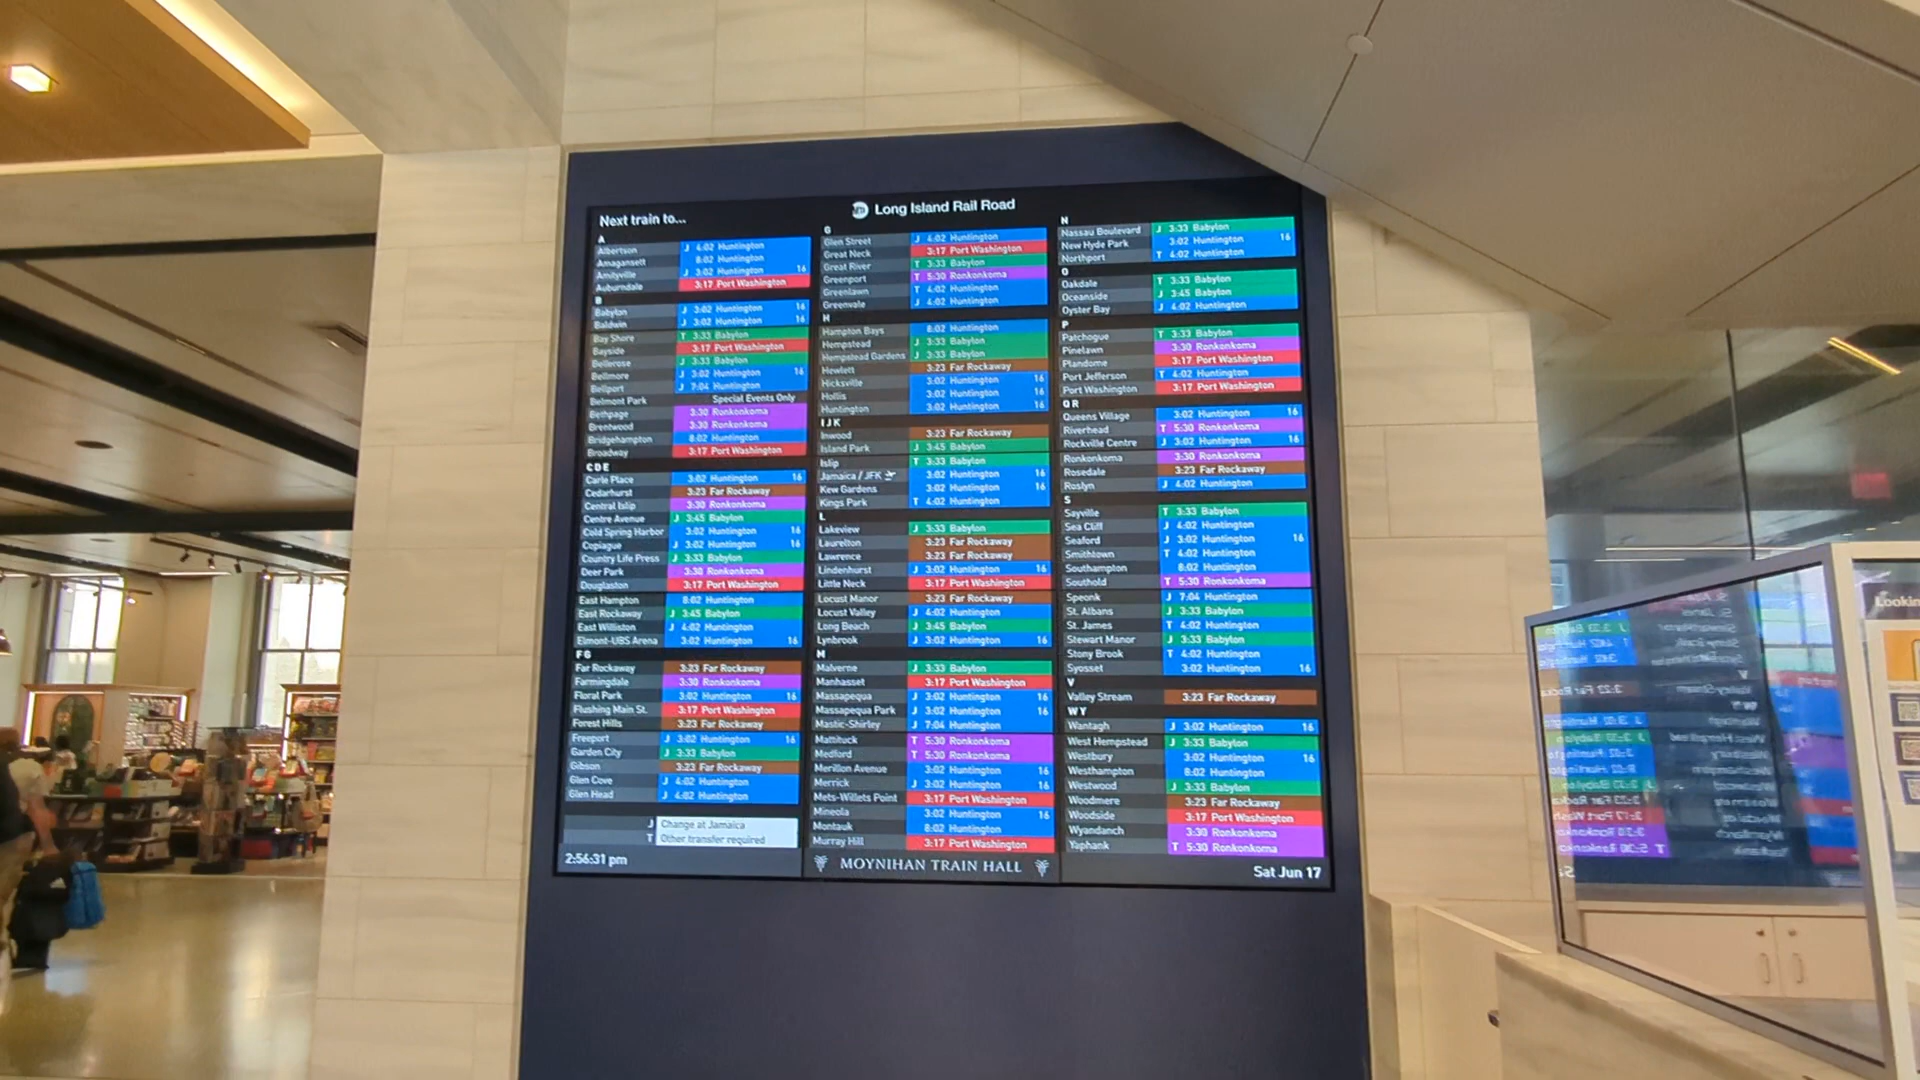 Next train to...
Long Island Rail Road
A
Albertson J 4:02 Huntington
Amagansett 8:02 Huntington
Amityville J 3:02 Huntington 16
Auburndale 3:17 Port Washington
B
Babylon J 3:02 Huntington 16
Baldwin J 3:02 Huntington 16
Bay Shore T 3:33 Babylon
Bayside 3:17 Port Washington
Bellerose J 3:33 Babylon
Bellmore J 3:02 Huntington 16
Bellport J 7:04 Huntington
Belmont Park Special Events Only
Bethpage 3:30 Ronkonkoma
Brentwood 3:30 Ronkonkoma
Bridgehampton 8:02 Huntington
Broadway 3:17 Port Washington
CDE
Carle Place 3:02 Huntington 16
Cedarhurst 3:23 Far Rockaway
Central Islip 3:30 Ronkonkoma
Centre Avenue J 3:45 Babylon
Cold Spring Harbor 3:02 Huntington 16
Copiague J 3:02 Huntington 16
Country Life Press J 3:33 Babylon
Deer Park 3:30 Ronkonkoma
Douglaston 3:17 Port Washington
East Hampton 8:02 Huntington
East Rockaway J 3:45 Babylon
East Williston J 4:02 Huntington
Elmont-UBS Arena 3:02 Huntington 16
FG
Far Rockaway 3:23 Far Rockaway
Farmingdale 3:30 Ronkonkoma
Floral Park 3:02 Huntington 16
Flushing Main St. 3:17 Port Washington
Forest Hills 3:23 Far Rockaway
Freeport J 3:02 Huntington 16
Garden City J 3:33 Babylon
Gibson 3:23 Far Rockaway
Glen Cove J 4:02 Huntington
Glen Head J 4:02 Huntington
J Change at Jamaica
T Other transfer required
2:56:31 pm
G
Glen Street J 4:02 Huntington
Great Neck 3:17 Port Washington
Great River T 3:33 Babylon
Greenport T 5:30 Ronkonkoma
Greenlawn T 4:02 Huntington
Greenvale J 4:02 Huntington
H
Hampton Bays 8:02 Huntington
Hempstead J 3:33 Babylon
Hempstead Gardens J 3:33 Babylon
Hewlett 3:23 Far Rockaway
Hicksville 3:02 Huntington 16
Hollis 3:02 Huntington 16
Huntington 3:02 Huntington 16
IJK
Inwood 3:23 Far Rockaway
Island Park J 3:45 Babylon
Islip T 3:33 Babylon
Jamaica / JFK 3:02 Huntington 16
Kew Gardens 3:02 Huntington 16
Kings Park T 4:02 Huntington
L
Lakeview J 3:33 Babylon
Laurelton 3:23 Far Rockaway
Lawrence 3:23 Far Rockaway
Lindenhurst J 3:02 Huntington 16
Little Neck 3:17 Port Washington
Locust Manor 3:23 Far Rockaway
Locust Valley J 4:02 Huntington
Long Beach J 3:45 Babylon
Lynbrook J 3:02 Huntington 16
M
Malverne J 3:33 Babylon
Manhasset 3:17 Port Washington
Massapequa J 3:02 Huntington 16
Massapequa Park J 3:02 Huntington 16
Mastic-Shirley J 7:04 Huntington
Mattituck T 5:30 Ronkonkoma
Medford T 5:30 Ronkonkoma
Merillon Avenue 3:02 Huntington 16
Merrick J 3:02 Huntington 16
Mets-Willets Point 3:17 Port Washington
Mineola 3:02 Huntington 16
Montauk 8:02 Huntington
Murray Hill 3:17 Port Washington
MOYNIHAN TRAIN HALL
N
Nassau Boulevard J 3:33 Babylon
New Hyde Park 3:02 Huntington 16
Northport T 4:02 Huntington
O
Oakdale T 3:33 Babylon
Oceanside J 3:45 Babylon
Oyster Bay J 4:02 Huntington
P
Patchogue T 3:33 Babylon
Pinelawn 3:30 Ronkonkoma
Plandome 3:17 Port Washington
Port Jefferson T 4:02 Huntington
Port Washington 3:17 Port Washington
QR
Queens Village 3:02 Huntington 16
Riverhead T 5:30 Ronkonkoma
Rockville Centre J 3:02 Huntington 16
Ronkonkoma 3:30 Ronkonkoma
Rosedale 3:23 Far Rockaway
Roslyn J 4:02 Huntington
S
Sayville T 3:33 Babylon
Sea Cliff J 4:02 Huntington
Seaford J 3:02 Huntington 16
Smithtown T 4:02 Huntington
Southampton 8:02 Huntington
Southold T 5:30 Ronkonkoma
Speonk J 7:04 Huntington
St. Albans J 3:33 Babylon
St. James T 4:02 Huntington
Stewart Manor J 3:33 Babylon
Stony Brook T 4:02 Huntington
Syosset 3:02 Huntington 16
V
Valley Stream 3:23 Far Rockaway
WY
Wantagh J 3:02 Huntington 16
West Hempstead J 3:33 Babylon
Westbury 3:02 Huntington 16
Westhampton 8:02 Huntington
Westwood J 3:33 Babylon
Woodmere 3:23 Far Rockaway
Woodside 3:17 Port Washington
Wyandanch 3:30 Ronkonkoma
Yaphank T 5:30 Ronkonkoma
Sat Jun 17